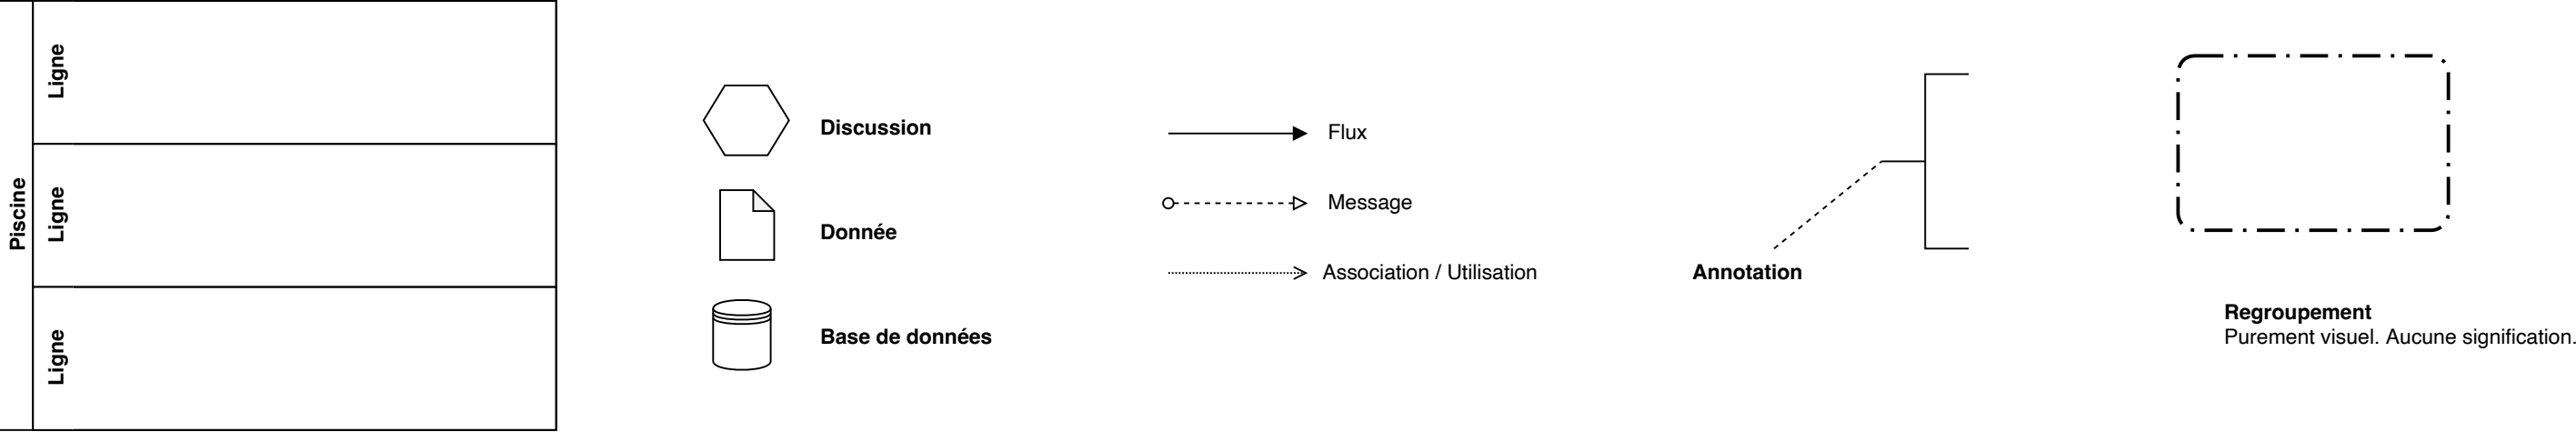 Piscine
Ligne
Ligne
Ligne
Discussion
Donnée
Base de données
Flux
Message
Association / Utilisation
Annotation
Regroupement
Purement visuel. Aucune signification.